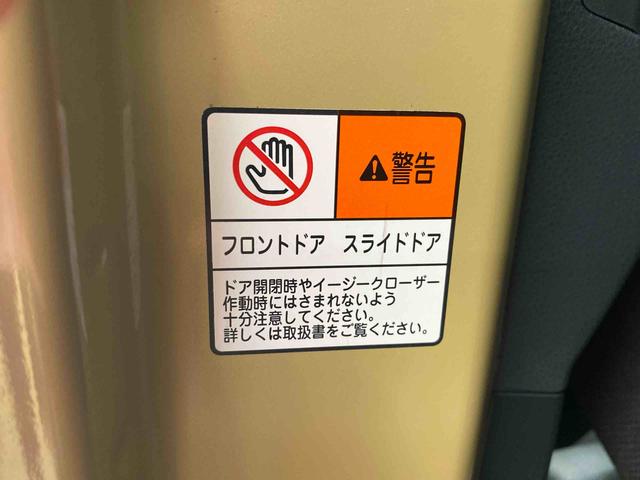 警告
フロントドア スライドドア
ドア開閉時やイージークローザー
作動時にはさまれないよう
十分注意してください。
詳しくは取扱書をご覧ください。